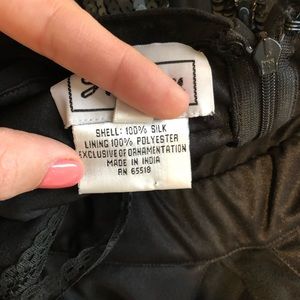 SHELL: 100% SILK
LINING 100% POLYESTER
EXCLUSIVE OF ORNAMENTATION
MADE IN INDIA
RN 65518